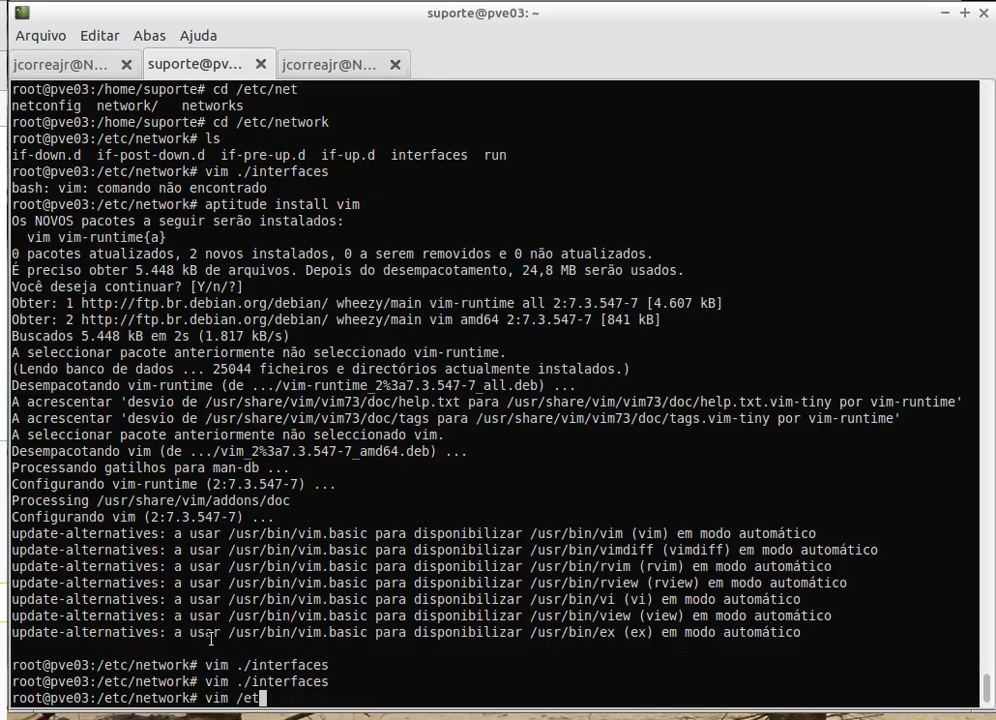 suporte@pve03: ~
Arquivo Editar Abas Ajuda
jcorreajr@N... suporte@pv... jcorreajr@N...
root@pve03:/home/suporte# cd /etc/net
netconfig network/ networks
root@pve03:/home/suporte# cd /etc/network
root@pve03:/etc/network# ls
if-down.d if-post-down.d if-pre-up.d if-up.d interfaces run
root@pve03:/etc/network# vim ./interfaces
bash: vim: comando não encontrado
root@pve03:/etc/network# aptitude install vim
Os NOVOS pacotes a seguir serão instalados:
vim vim-runtime{a}
0 pacotes atualizados, 2 novos instalados, 0 a serem removidos e 0 não atualizados.
É preciso obter 5.448 kB de arquivos. Depois do desempacotamento, 24,8 MB serão usados.
Você deseja continuar? [Y/n/?]
Obter: 1 http://ftp.br.debian.org/debian/ wheezy/main vim-runtime all 2:7.3.547-7 [4.607 kB]
Obter: 2 http://ftp.br.debian.org/debian/ wheezy/main vim amd64 2:7.3.547-7 [841 kB]
Buscados 5.448 kB em 2s (1.817 kB/s)
A seleccionar pacote anteriormente não seleccionado vim-runtime.
(Lendo banco de dados ... 25044 ficheiros e directórios actualmente instalados.)
Desempacotando vim-runtime (de .../vim-runtime_2%3a7.3.547-7_all.deb) ...
A acrescentar 'desvio de /usr/share/vim/vim73/doc/help.txt para /usr/share/vim/vim73/doc/help.txt.vim-tiny por vim-runtime'
A acrescentar 'desvio de /usr/share/vim/vim73/doc/tags para /usr/share/vim/vim73/doc/tags.vim-tiny por vim-runtime'
A seleccionar pacote anteriormente não seleccionado vim.
Desempacotando vim (de .../vim_2%3a7.3.547-7_amd64.deb) ...
Processando gatilhos para man-db ...
Configurando vim-runtime (2:7.3.547-7) ...
Processing /usr/share/vim/addons/doc
Configurando vim (2:7.3.547-7) ...
update-alternatives: a usar /usr/bin/vim.basic para disponibilizar /usr/bin/vim (vim) em modo automático
update-alternatives: a usar /usr/bin/vim.basic para disponibilizar /usr/bin/vimdiff (vimdiff) em modo automático
update-alternatives: a usar /usr/bin/vim.basic para disponibilizar /usr/bin/rvim (rvim) em modo automático
update-alternatives: a usar /usr/bin/vim.basic para disponibilizar /usr/bin/rview (rview) em modo automático
update-alternatives: a usar /usr/bin/vim.basic para disponibilizar /usr/bin/vi (vi) em modo automático
update-alternatives: a usar /usr/bin/vim.basic para disponibilizar /usr/bin/view (view) em modo automático
update-alternatives: a usar /usr/bin/vim.basic para disponibilizar /usr/bin/ex (ex) em modo automático
root@pve03:/etc/network# vim ./interfaces
root@pve03:/etc/network# vim ./interfaces
root@pve03:/etc/network# vim /et